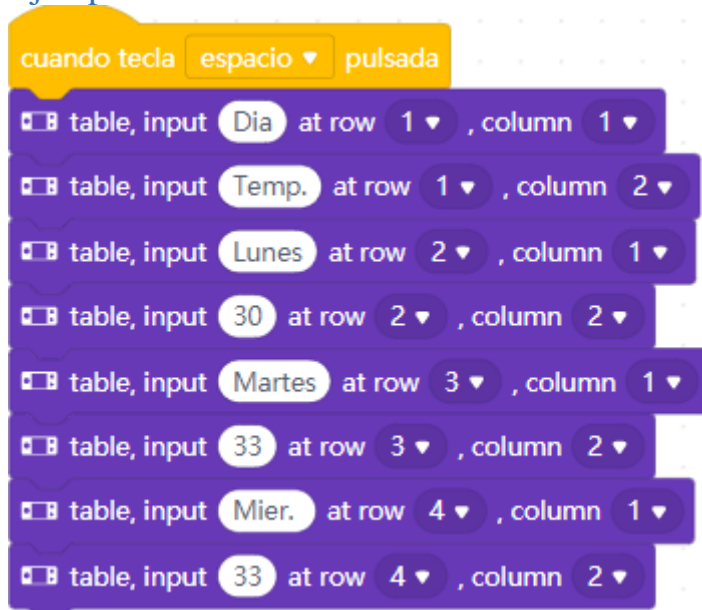 cuando tecla espacio pulsada
table, input Dia at row 1 , column 1
table, input Temp. at row 1 , column 2
table, input Lunes at row 2 , column 1
table, input 30 at row 2 , column 2
table, input Martes at row 3 , column 1
table, input 33 at row 3 , column 2
table, input Mier. at row 4 , column 1
table, input 33 at row 4 , column 2